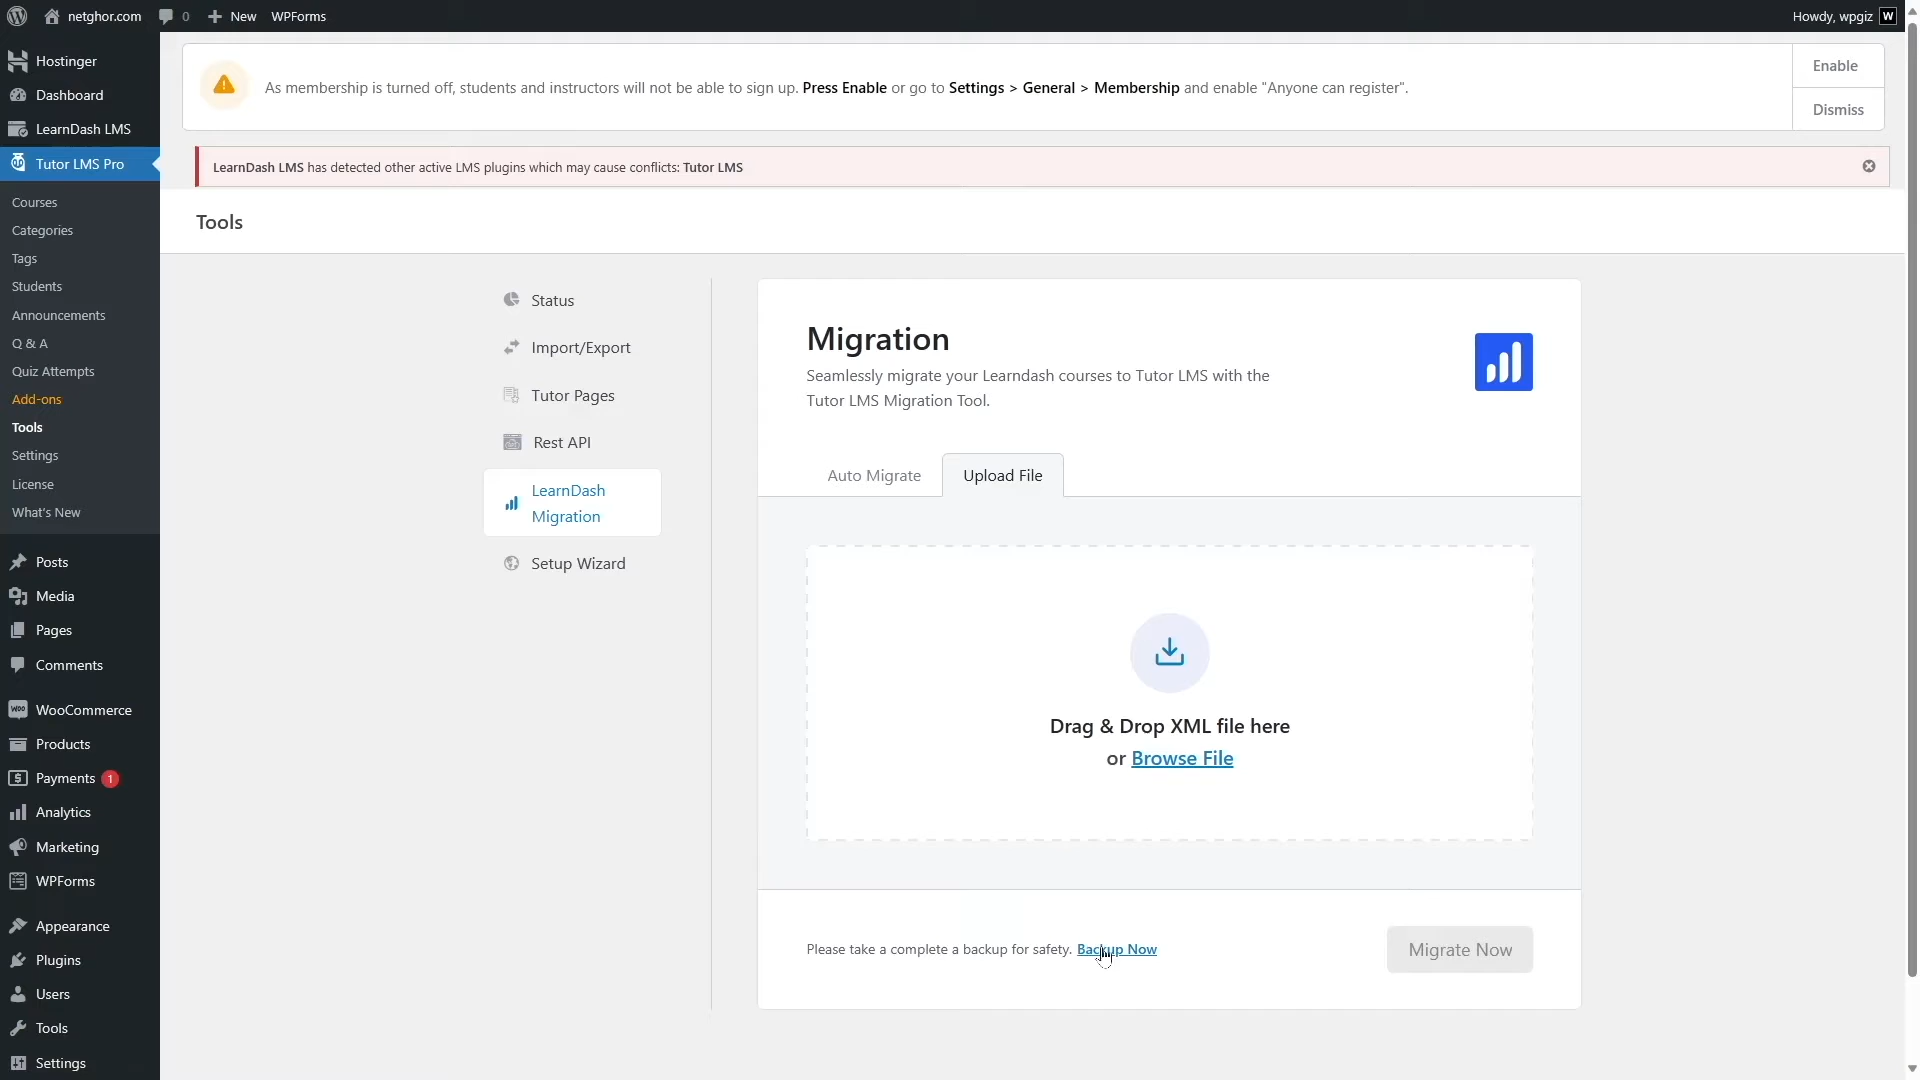 netghor.com
0
New
WPForms
Howdy, wpgiz
W
Hostinger
Dashboard
LearnDash LMS
Tutor LMS Pro
Courses
Categories
Tags
Students
Announcements
Q & A
Quiz Attempts
Add-ons
Tools
Settings
License
What's New
Posts
Media
Pages
Comments
WooCommerce
Products
Payments 1
Analytics
Marketing
WPForms
Appearance
Plugins
Users
Tools
Settings
As membership is turned off, students and instructors will not be able to sign up. Press Enable or go to Settings > General > Membership and enable "Anyone can register".
Enable
Dismiss
LearnDash LMS has detected other active LMS plugins which may cause conflicts: Tutor LMS
Tools
Status
Import/Export
Tutor Pages
Rest API
LearnDash
Migration
Setup Wizard
Migration
Seamlessly migrate your Learndash courses to Tutor LMS with the
Tutor LMS Migration Tool.
Auto Migrate
Upload File
Drag & Drop XML file here
or Browse File
Please take a complete a backup for safety. Backup Now
Migrate Now